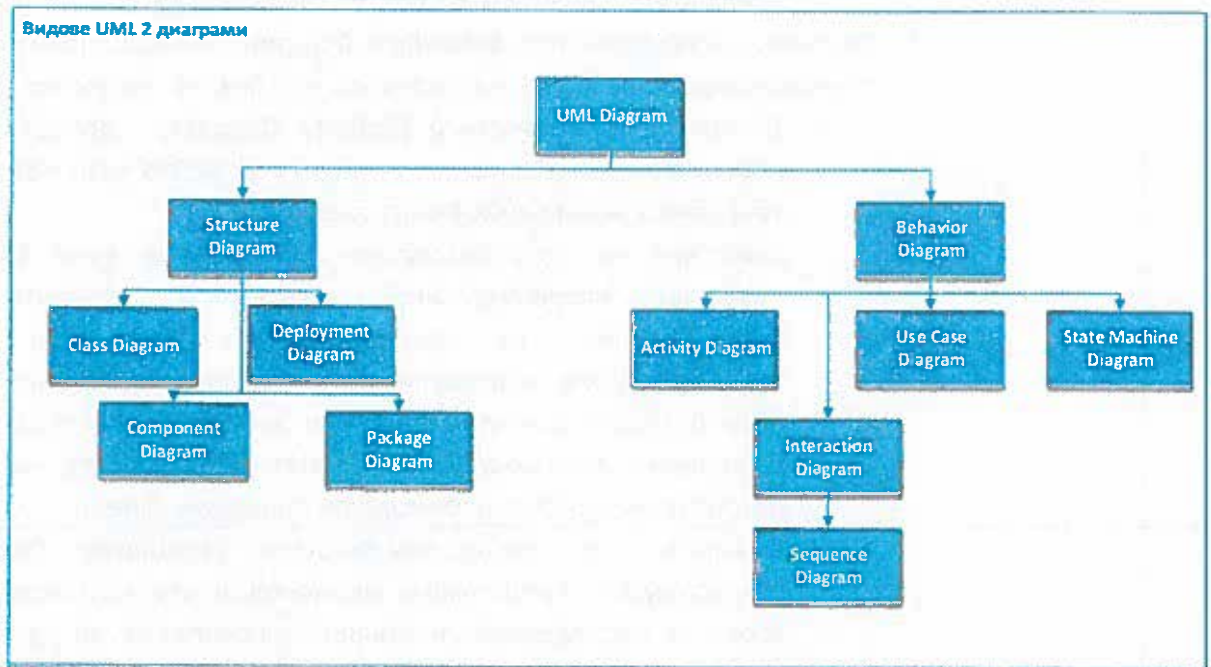 Видове UML 2 диаграми
UML Diagram
Structure
Diagram
Behavior
Diagram
Class Diagram
Deployment
Diagram
Activity Diagram
Use Case
Diagram
State Machine
Diagram
Component
Diagram
Package
Diagram
Interaction
Diagram
Sequence
Diagram